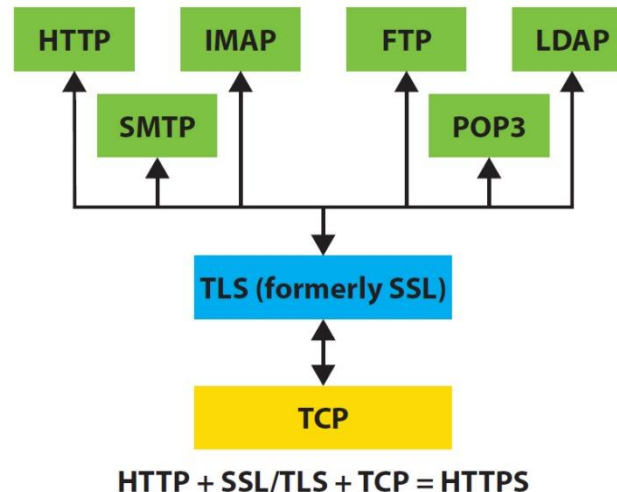 HTTP
IMAP
FTP
LDAP
SMTP
POP3
TLS (formerly SSL)
TCP
HTTP + SSL/TLS + TCP = HTTPS